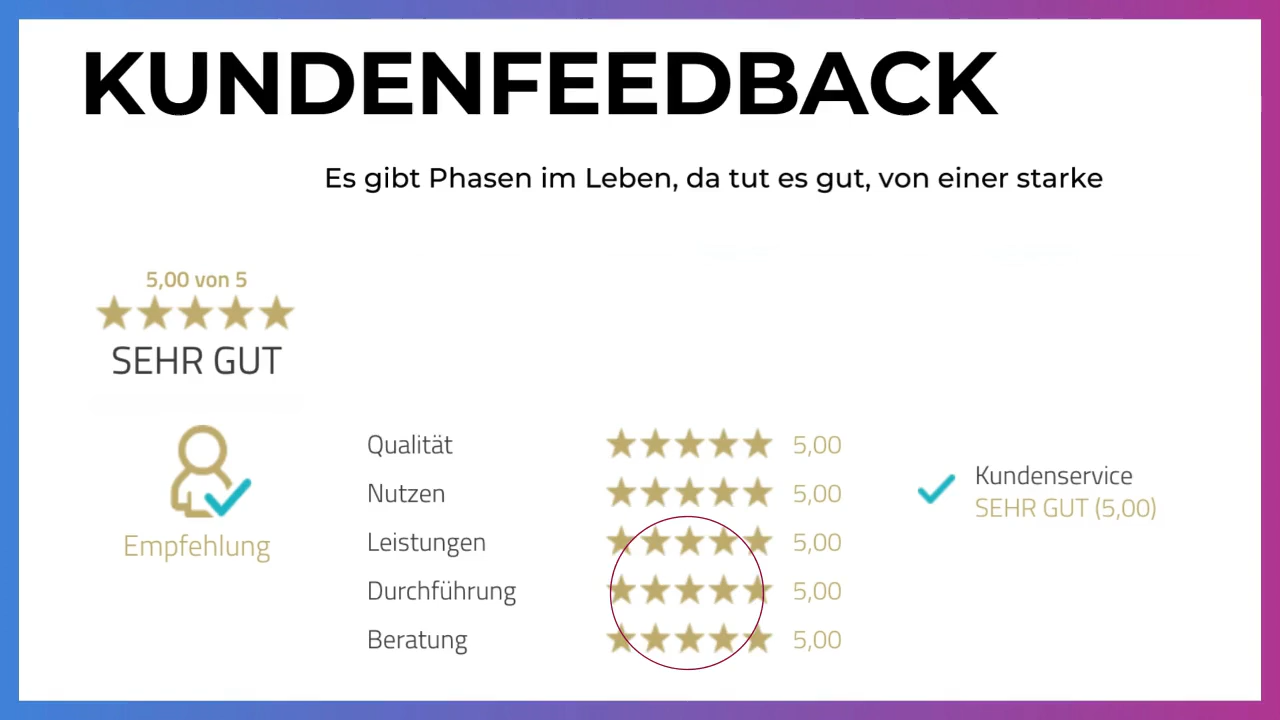 KUNDENFEEDBACK
Es gibt Phasen im Leben, da tut es gut, von einer starke
5,00 von 5
SEHR GUT
Empfehlung
Qualität 5,00
Nutzen 5,00
Leistungen 5,00
Durchführung 5,00
Beratung 5,00
Kundenservice
SEHR GUT (5,00)